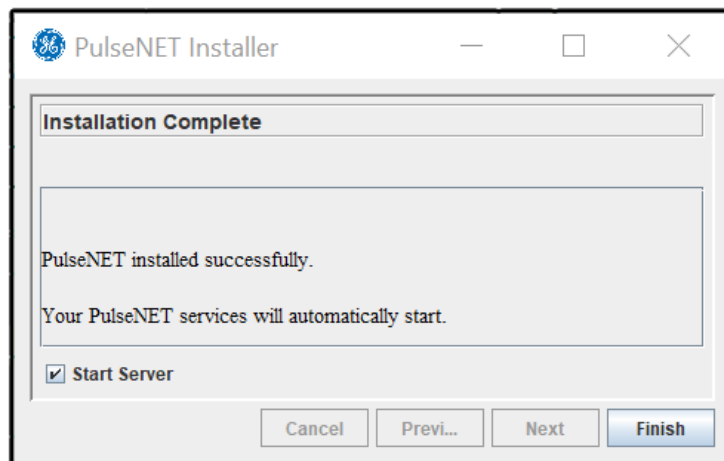 PulseNET Installer
Installation Complete
PulseNET installed successfully.
Your PulseNET services will automatically start.
Start Server
Cancel
Previ...
Next
Finish